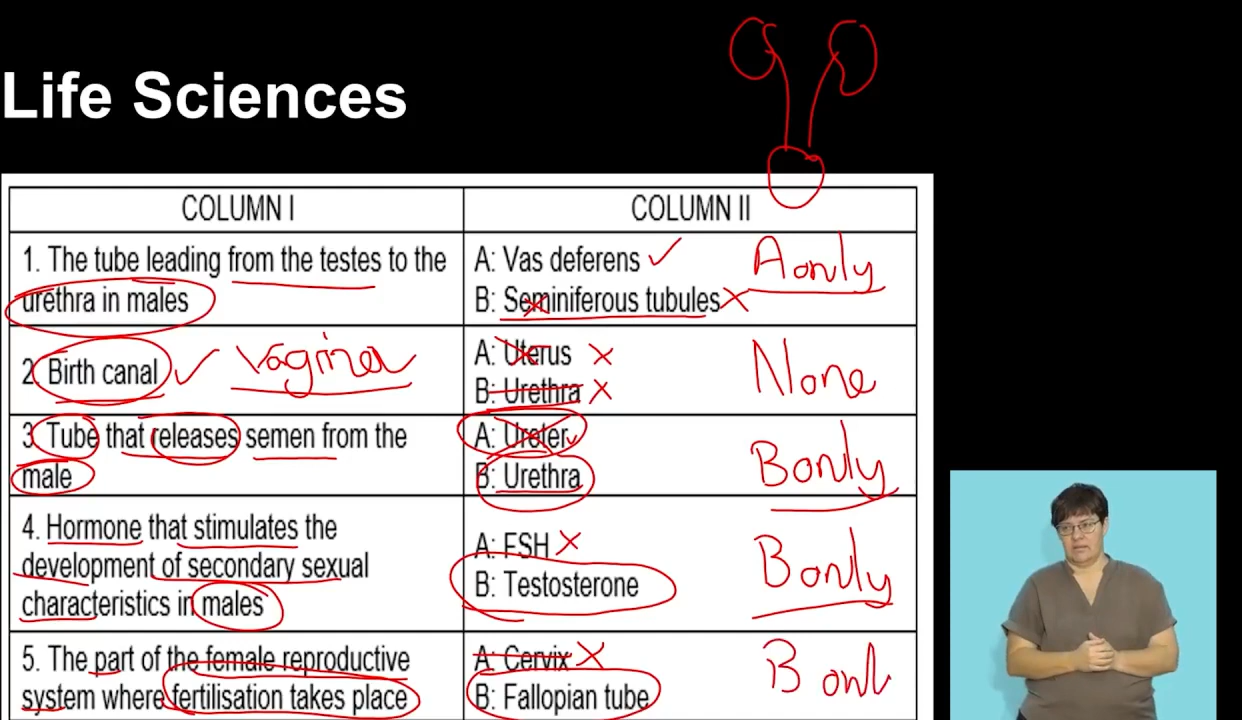 Life Sciences
COLUMN I
COLUMN II
1. The tube leading from the testes to the
urethra in males
A: Vas deferens
B: Seminiferous tubules
A only
2. Birth canal
vagina
A: Uterus
B: Urethra
None
3. Tube that releases semen from the
male
A: Ureter
B: Urethra
B only
4. Hormone that stimulates the
development of secondary sexual
characteristics in males
A: FSH
B: Testosterone
B only
5. The part of the female reproductive
system where fertilisation takes place
A: Cervix
B: Fallopian tube
B onl